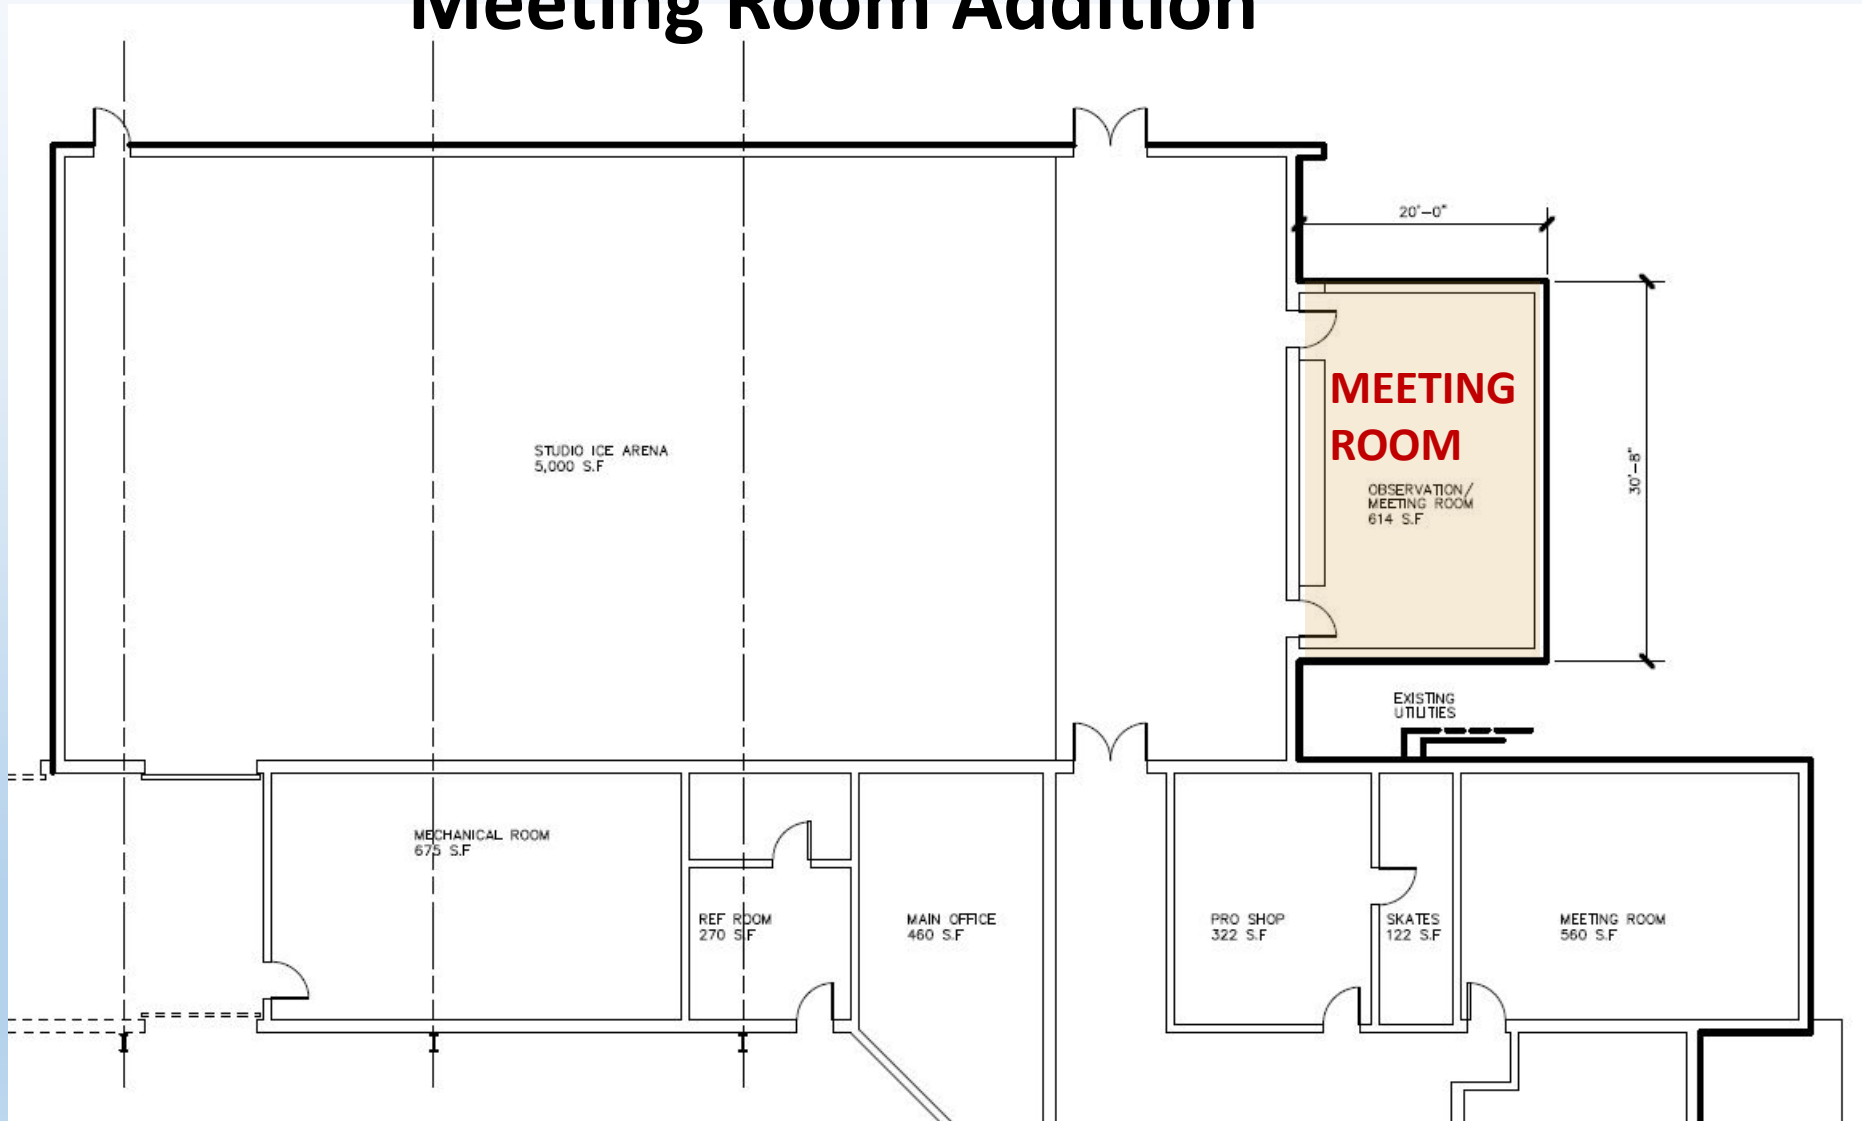 Meeting Room Addition
20'-0"
MEETING
ROOM
STUDIO ICE ARENA
5,000 S.F
30'-8"
OBSERVATION/
MEETING ROOM
614 S.F
EXISTING
UTILITIES
MECHANICAL ROOM
675 S.F
REF ROOM
270 S.F
MAIN OFFICE
460 S.F
PRO SHOP
322 S.F
SKATES
122 S.F
MEETING ROOM
560 S.F